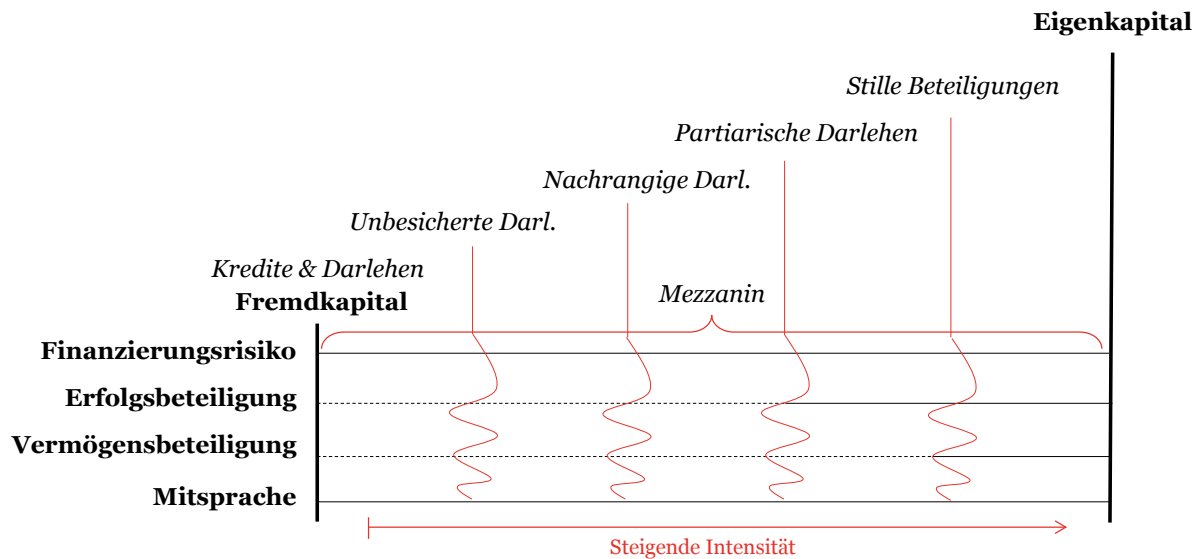 Eigenkapital
Stille Beteiligungen
Partiarische Darlehen
Nachrangige Darl.
Unbesicherte Darl.
Kredite & Darlehen
Fremdkapital
Mezzanin
Finanzierungsrisiko
Erfolgsbeteiligung
Vermögensbeteiligung
Mitsprache
Steigende Intensität